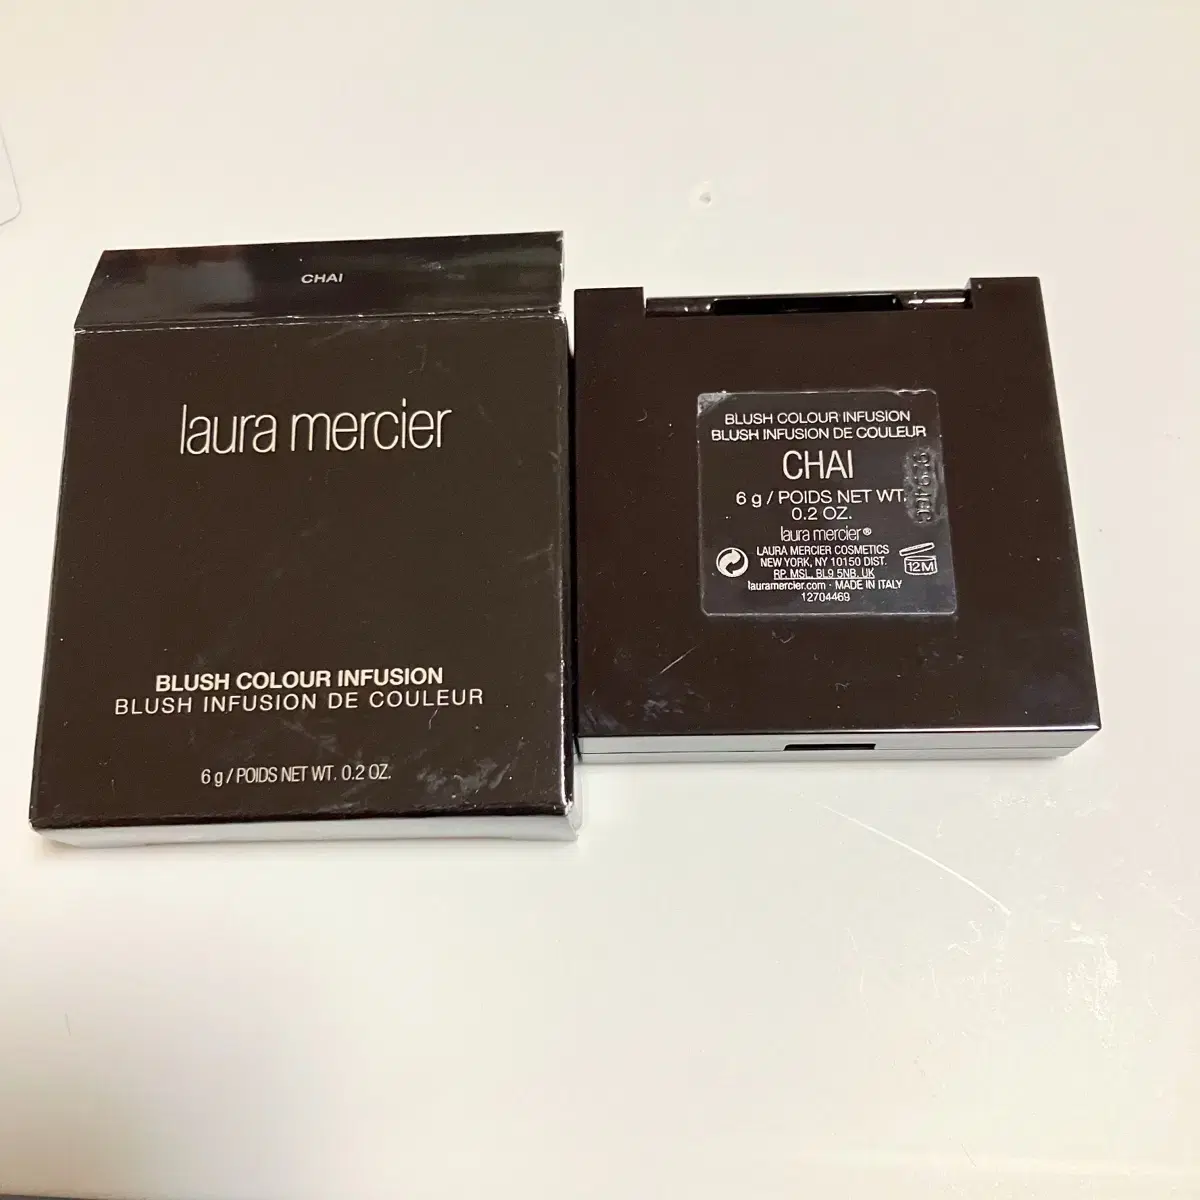 CHAI
laura mercier
BLUSH COLOUR INFUSION
BLUSH INFUSION DE COULEUR
6 g / POIDS NET WT. 0.2 OZ.
BLUSH COLOUR INFUSION
BLUSH INFUSION DE COULEUR
CHAI
6 g / POIDS NET WT.
0.2 OZ.
laura mercier®
LAURA MERCIER COSMETICS
NEW YORK, NY 10150 DIST.
RP, MSL, BL9 5NB, UK
lauramercier.com · MADE IN ITALY
12704469
12M